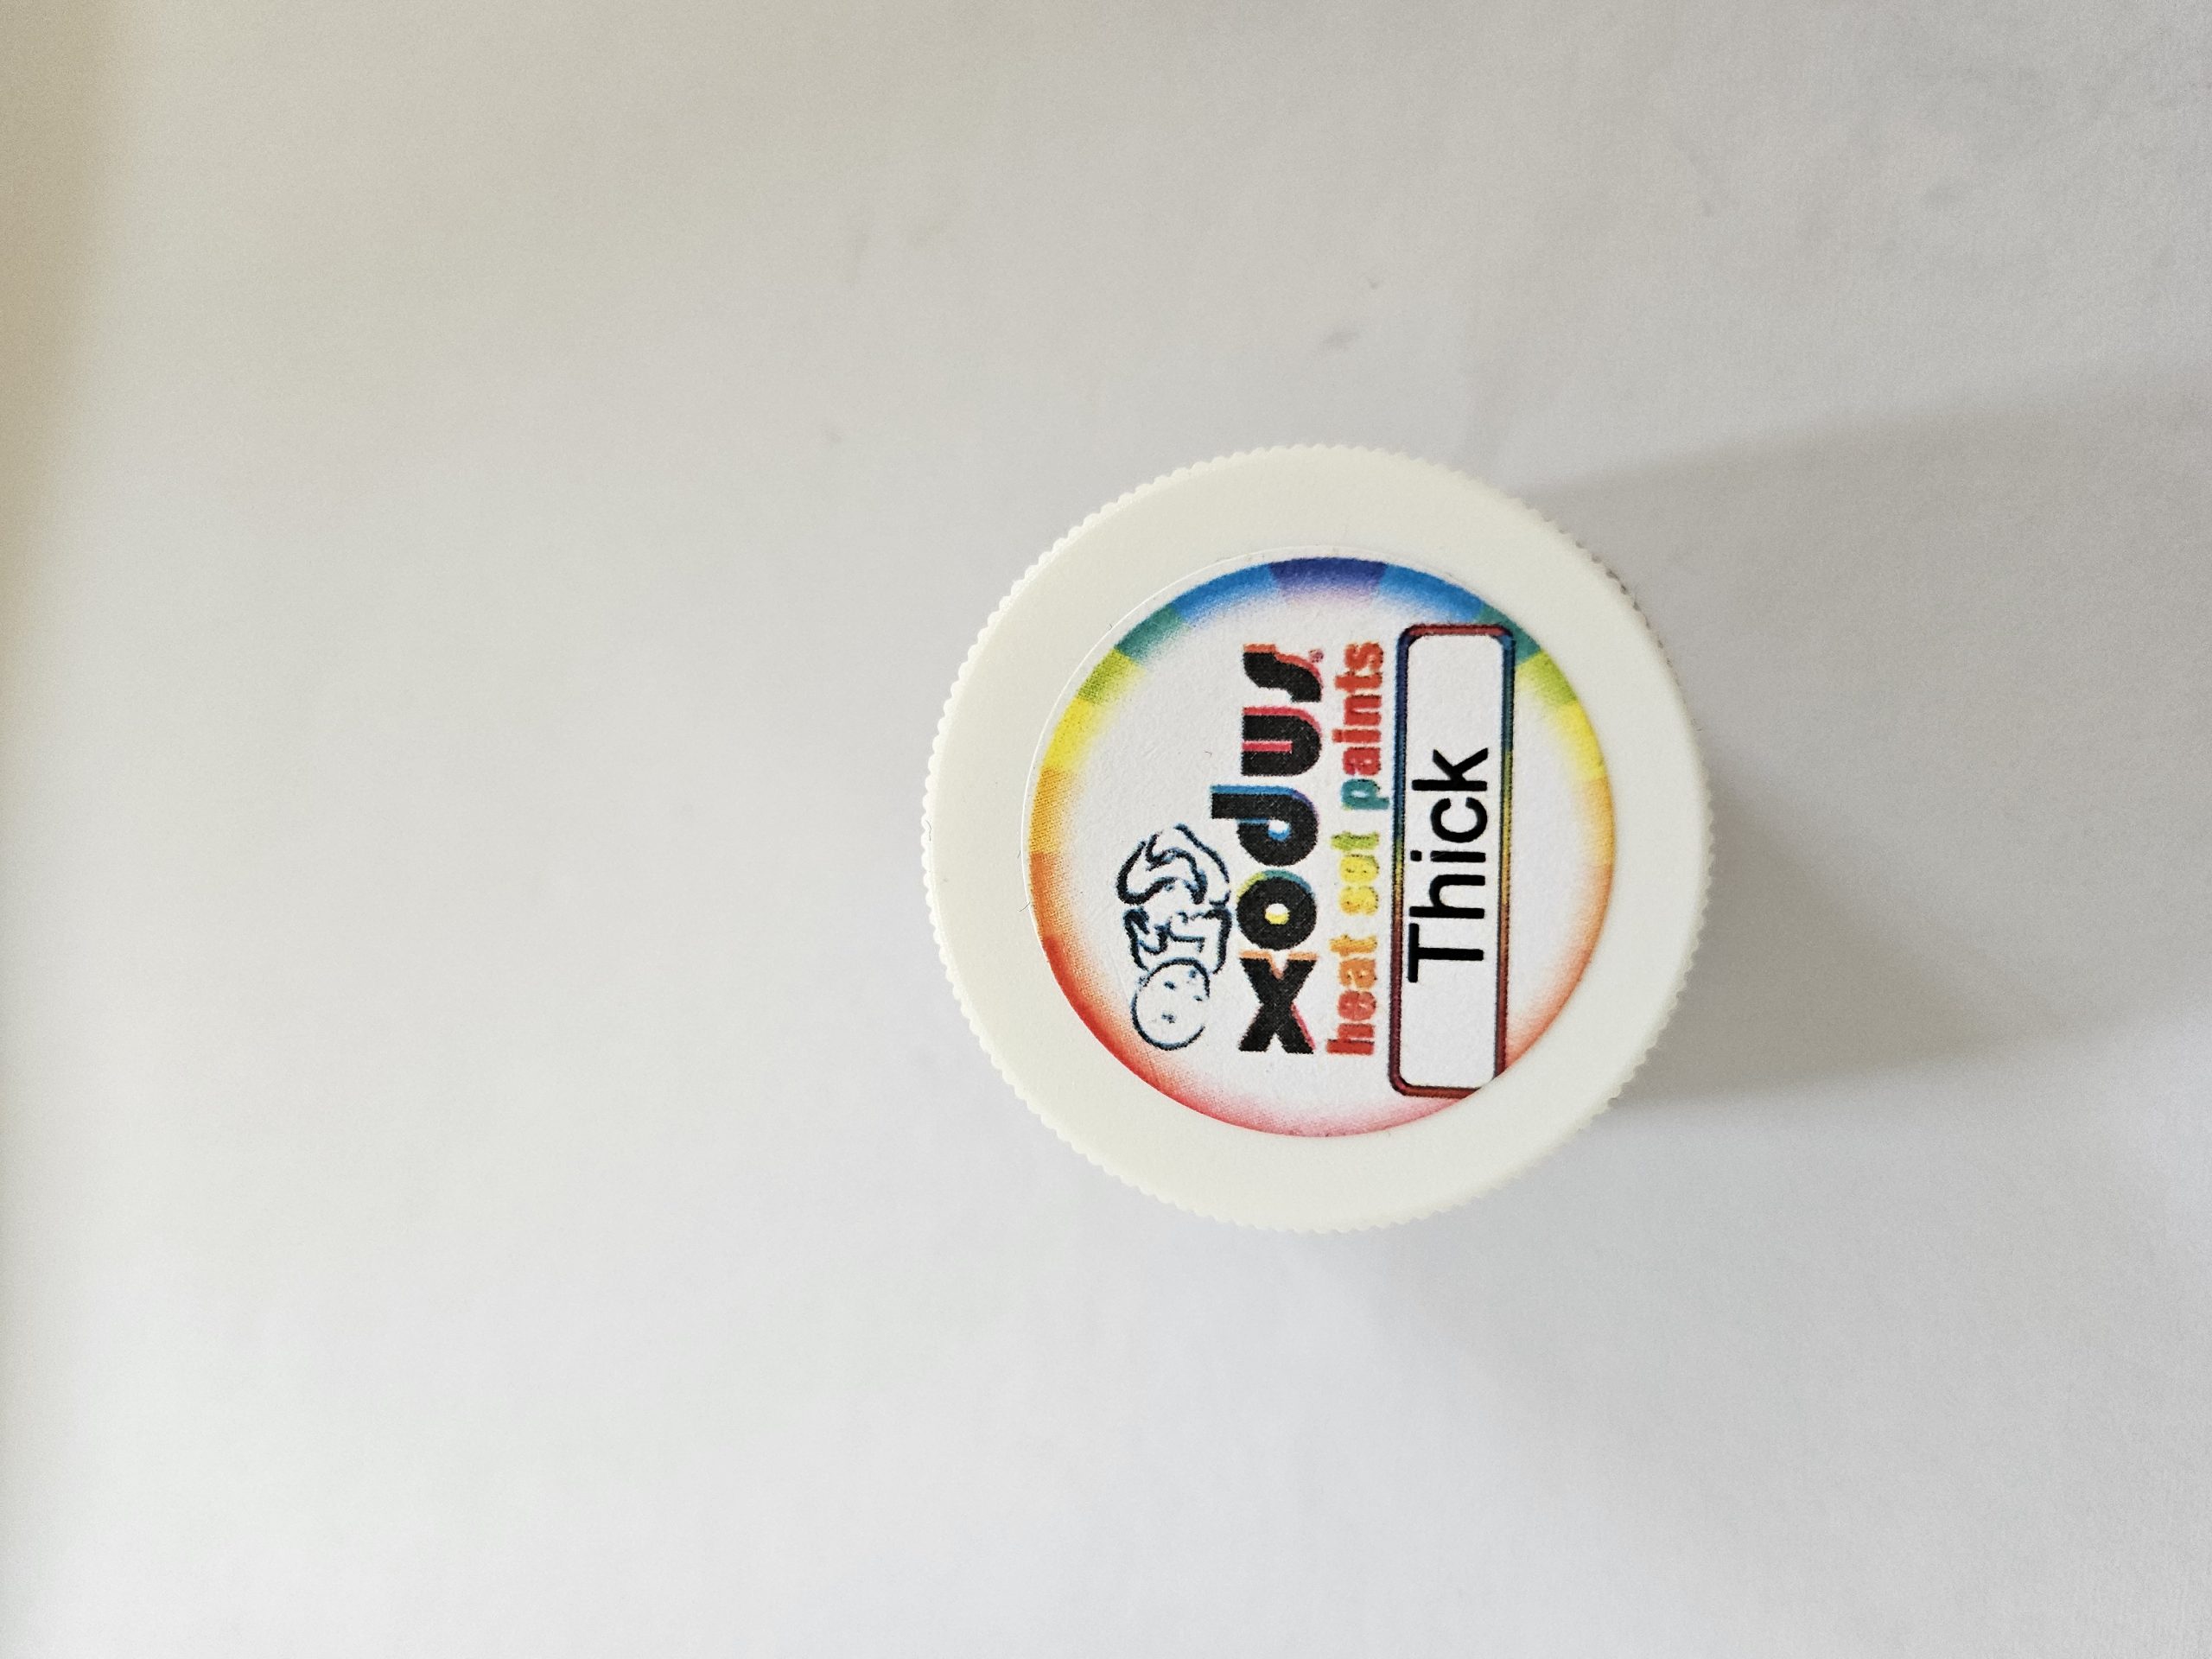 xodus
heat set paints
Thick